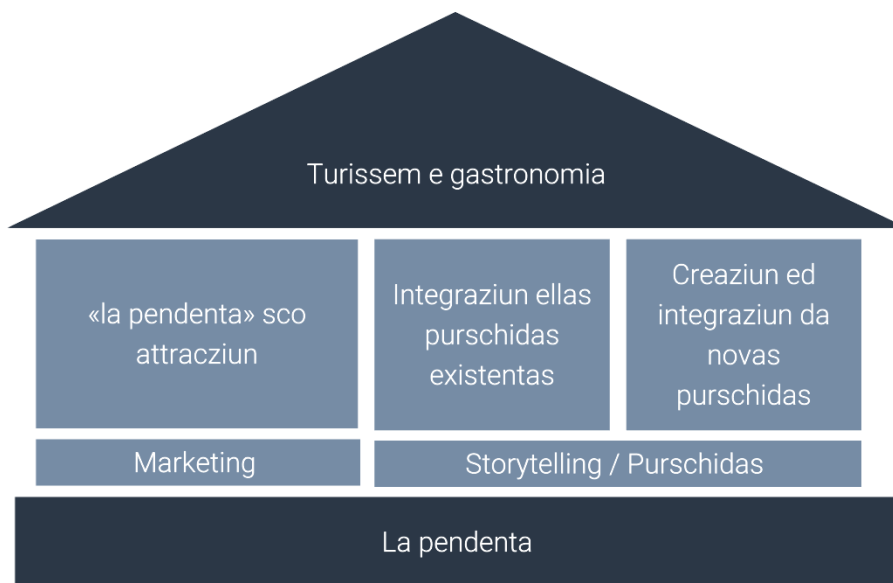 Turissem e gastronomia
«la pendenta» sco
attracziun
Integraziun ellas
purschidas
existentas
Creaziun ed
integraziun da
novas
purschidas
Marketing
Storytelling / Purschidas
La pendenta